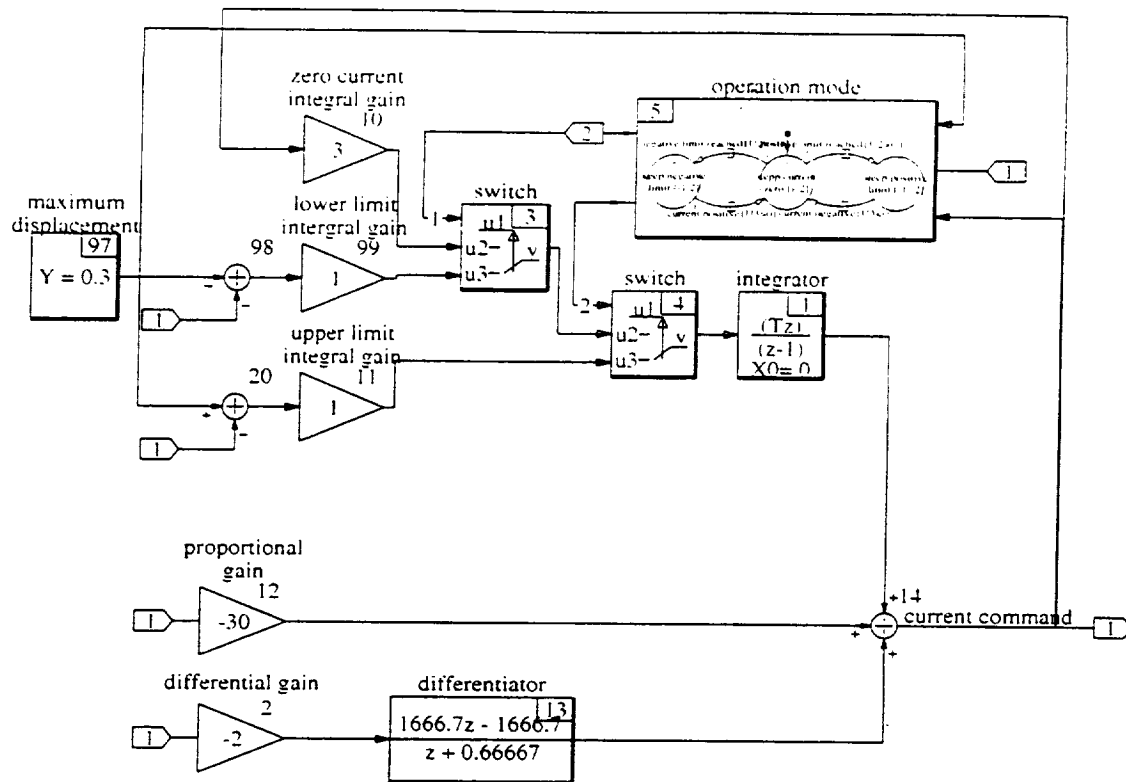 zero current
integral gain
10
3
operation mode
5
2
1
maximum
displacement
97
Y = 0.3
98
lower limit
intergral gain
99
1
switch
3
1
u1
u2
u3
v
1
20
upper limit
integral gain
11
1
1
switch
4
2
u1
u2
u3
v
integrator
1
(Tz)
(z-1)
X0= 0
proportional
gain
12
1
-30
+14
current command
1
differential gain
2
1
-2
differentiator
13
1666.7z - 1666.7
z + 0.66667